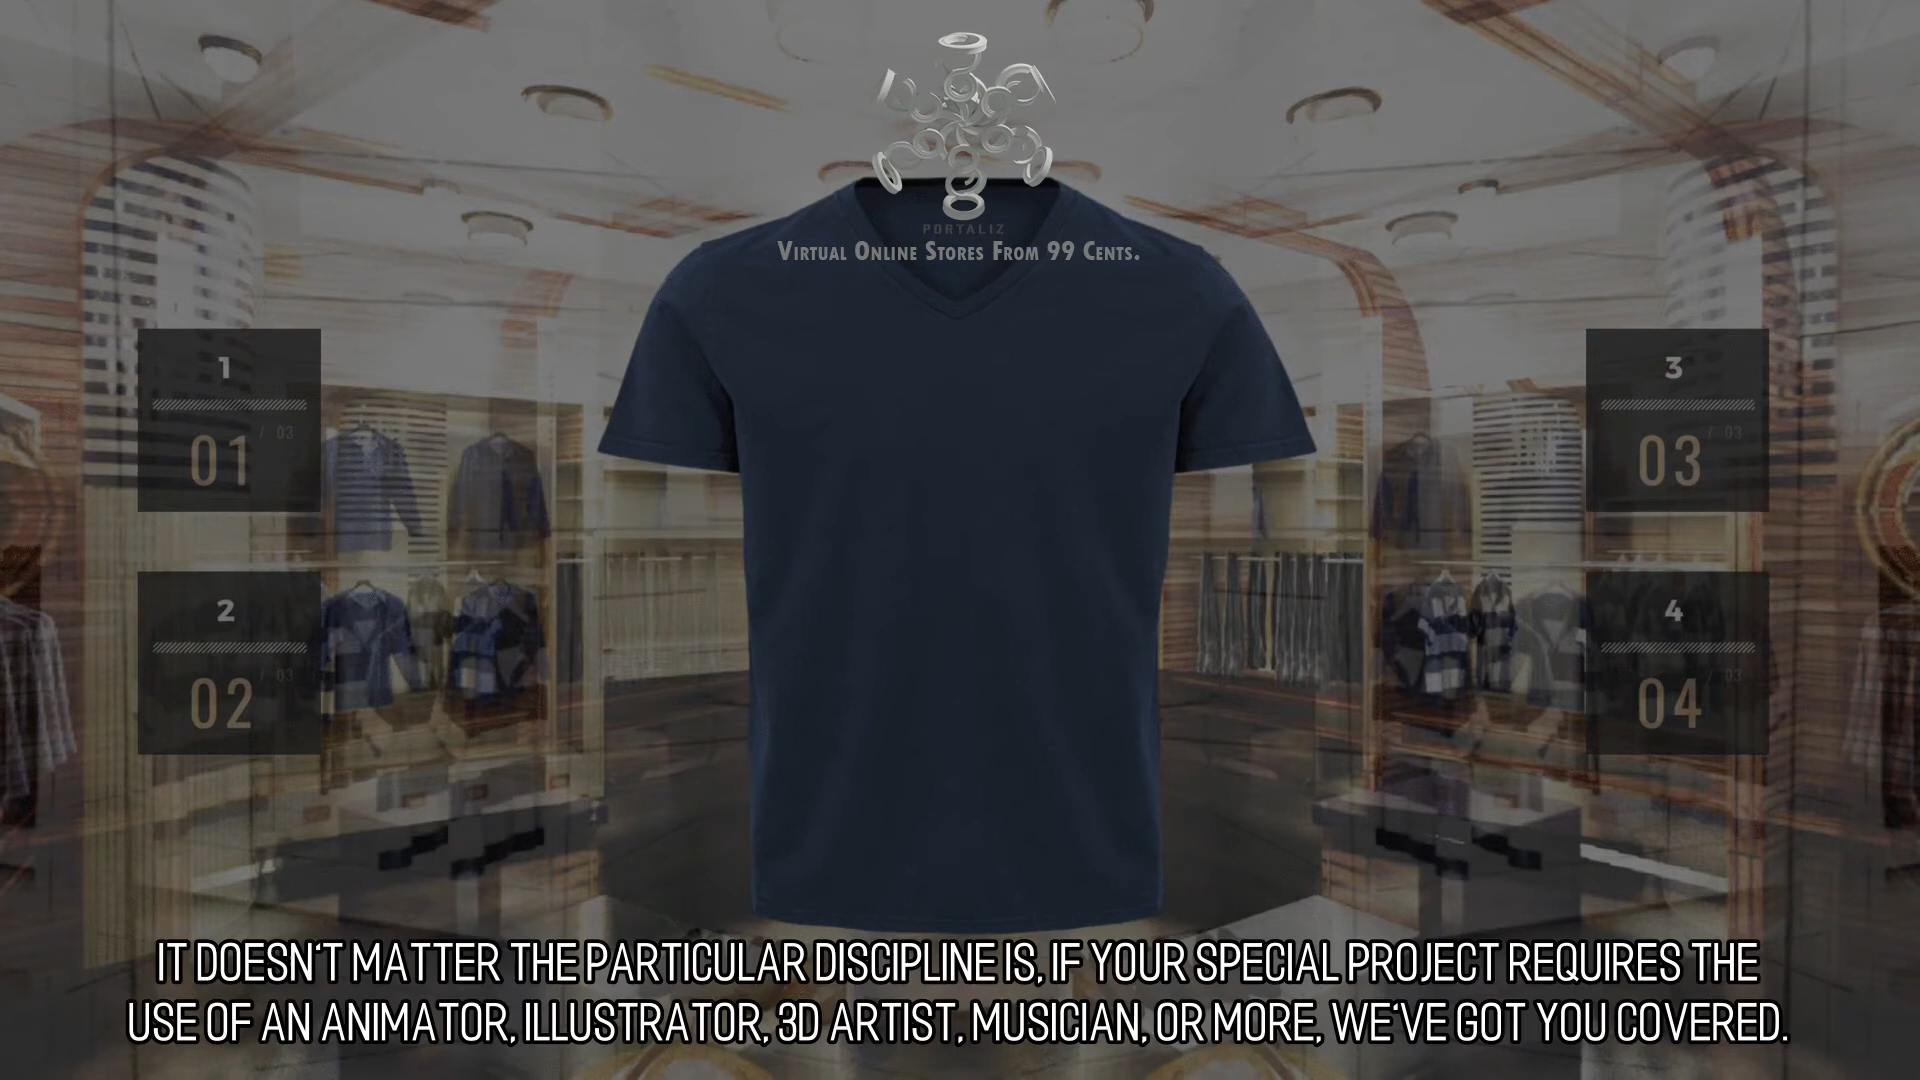 PORTALIZ
Virtual Online Stores From 99 Cents.
1
01 / 03
2
02 / 03
3
03 / 03
4
04 / 03
IT DOESN'T MATTER THE PARTICULAR DISCIPLINE IS, IF YOUR SPECIAL PROJECT REQUIRES THE
USE OF AN ANIMATOR, ILLUSTRATOR, 3D ARTIST, MUSICIAN, OR MORE, WE'VE GOT YOU COVERED.